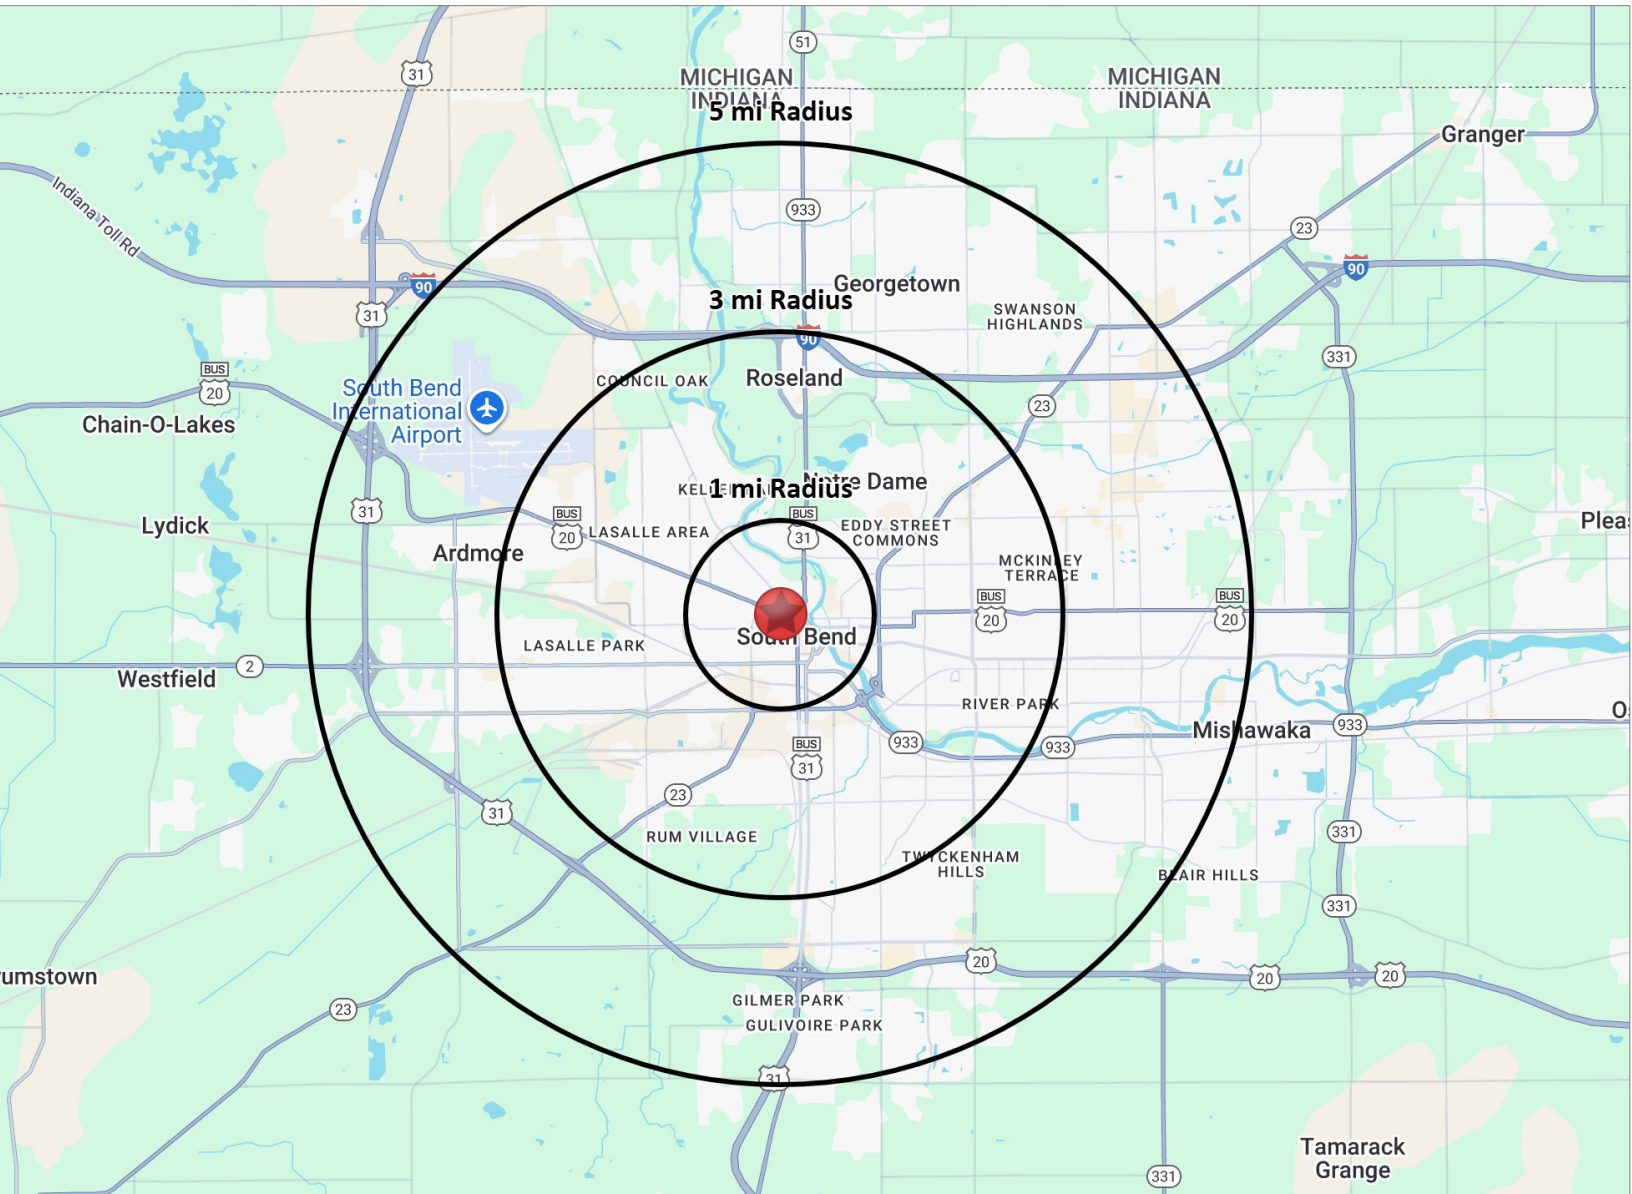 51
MICHIGAN
INDIANA
MICHIGAN
INDIANA
31
5 mi Radius
Granger
Indiana Toll Rd
933
23
90
90
Georgetown
3 mi Radius
31
SWANSON
HIGHLANDS
90
331
BUS
20
COUNCIL OAK
Roseland
South Bend
International
Airport
23
Chain-O-Lakes
Notre Dame
1 mi Radius
31
BUS
20
BUS
31
Lydick
LASALLE AREA
EDDY STREET
COMMONS
Pleas
Ardmore
MCKINLEY
TERRACE
BUS
20
BUS
20
South Bend
LASALLE PARK
2
Westfield
RIVER PARK
Os
933
Mishawaka
933
933
BUS
31
23
31
RUM VILLAGE
331
TWYCKENHAM
HILLS
BLAIR HILLS
331
20
20
20
rumstown
GILMER PARK
23
GULIVOIRE PARK
31
Tamarack
Grange
331